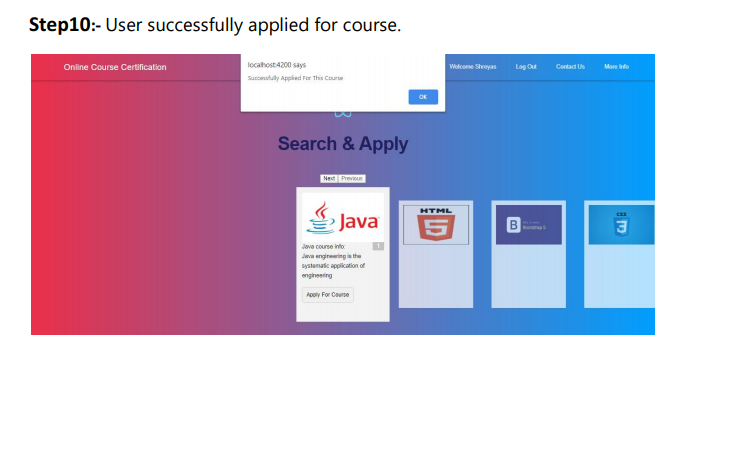 Step10:- User successfully applied for course.
Online Course Certification
localhost:4200 says
Successfully Applied For This Course
OK
Welcome Shreyas
Log Out
Contact Us
More Info
Search & Apply
Next
Previous
Java
1
Java course info:
Java engineering is the
systematic application of
engineering
Apply For Course
HTML
5
B
Bootstrap 5
CSS
3